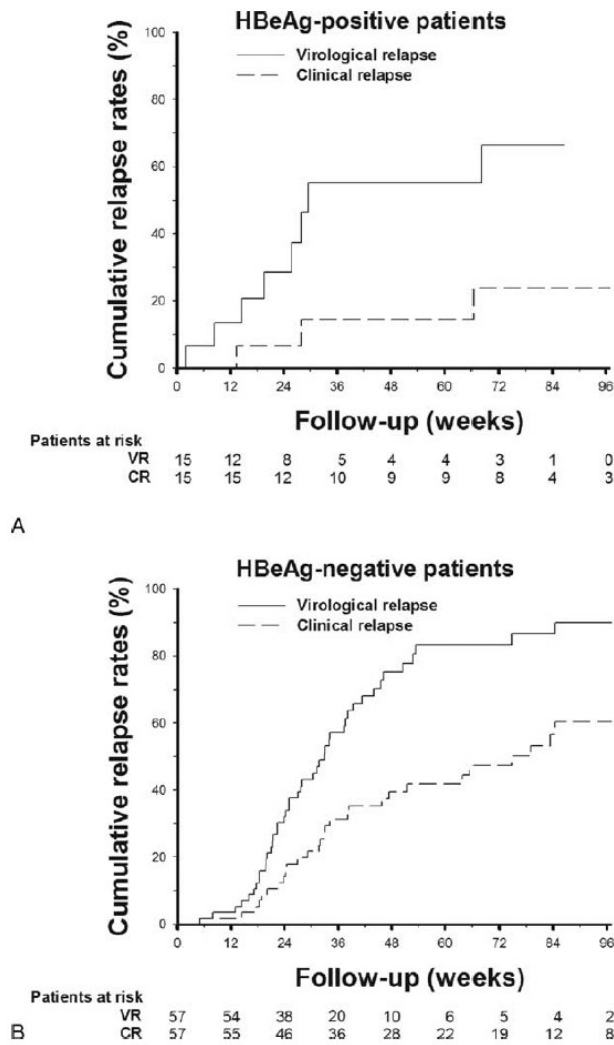 HBeAg-positive patients
Virological relapse
Clinical relapse
Cumulative relapse rates (%)
100
80
60
40
20
0
0 12 24 36 48 60 72 84 96
Follow-up (weeks)
Patients at risk
VR 15 12 8 5 4 4 3 1 0
CR 15 15 12 10 9 9 8 4 3
A
HBeAg-negative patients
Virological relapse
Clinical relapse
Cumulative relapse rates (%)
100
80
60
40
20
0
0 12 24 36 48 60 72 84 96
Follow-up (weeks)
Patients at risk
VR 57 54 38 20 10 6 5 4 2
CR 57 55 46 36 28 22 19 12 8
B